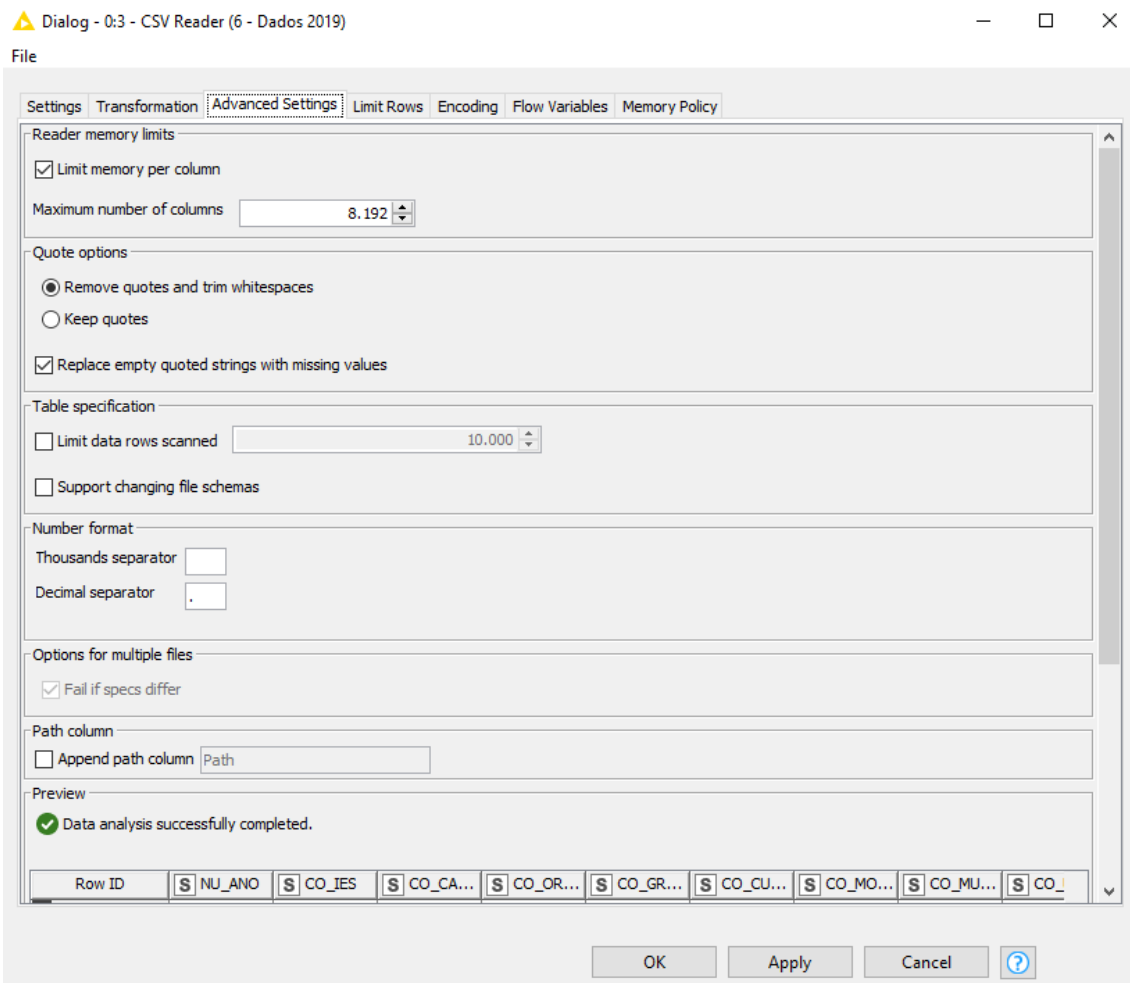 Dialog - 0:3 - CSV Reader (6 - Dados 2019)
File
Settings Transformation Advanced Settings Limit Rows Encoding Flow Variables Memory Policy
Reader memory limits
Limit memory per column
Maximum number of columns 8.192
Quote options
Remove quotes and trim whitespaces
Keep quotes
Replace empty quoted strings with missing values
Table specification
Limit data rows scanned 10.000
Support changing file schemas
Number format
Thousands separator
Decimal separator .
Options for multiple files
Fail if specs differ
Path column
Append path column Path
Preview
Data analysis successfully completed.
Row ID S NU_ANO S CO_IES S CO_CA... S CO_OR... S CO_GR... S CO_CU... S CO_MO... S CO_MU... S CO_
OK Apply Cancel ?